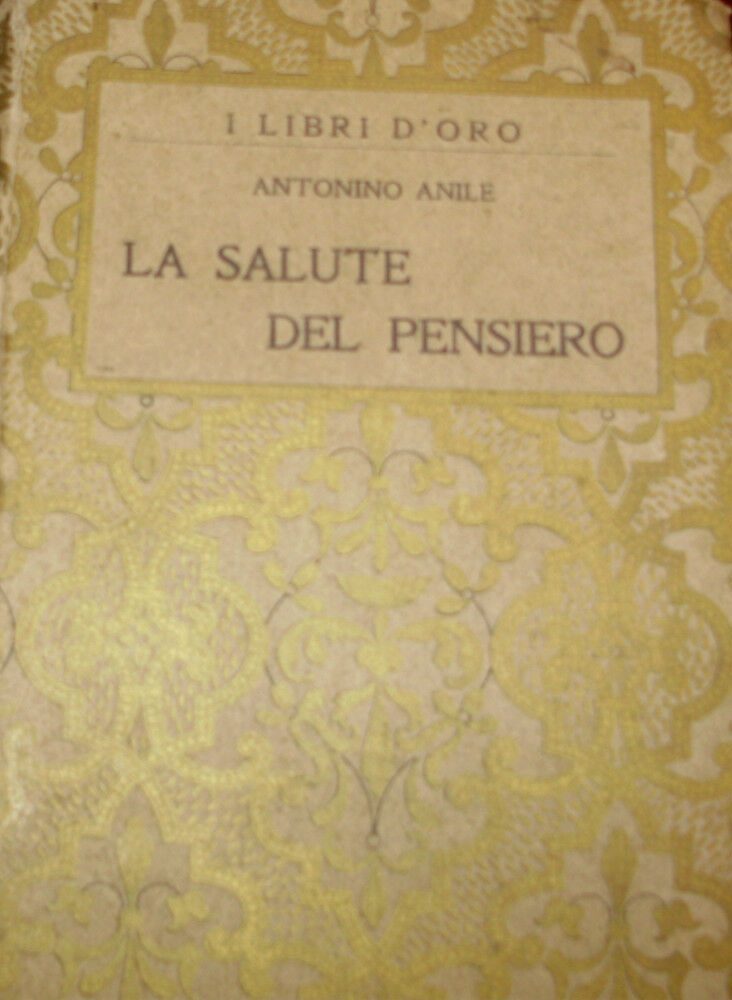 I LIBRI D'ORO
ANTONINO ANILE
LA SALUTE
DEL PENSIERO